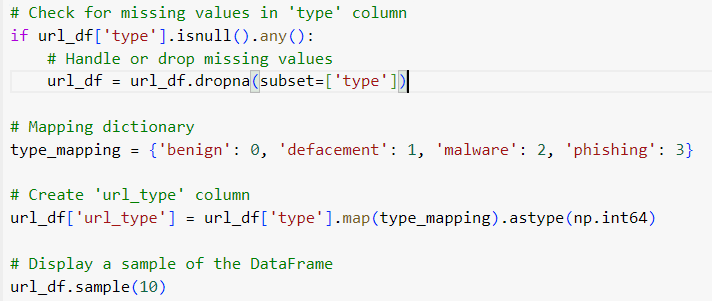 # Check for missing values in 'type' column
if url_df['type'].isnull().any():
    # Handle or drop missing values
    url_df = url_df.dropna(subset=['type'])
# Mapping dictionary
type_mapping = {'benign': 0, 'defacement': 1, 'malware': 2, 'phishing': 3}
# Create 'url_type' column
url_df['url_type'] = url_df['type'].map(type_mapping).astype(np.int64)
# Display a sample of the DataFrame
url_df.sample(10)